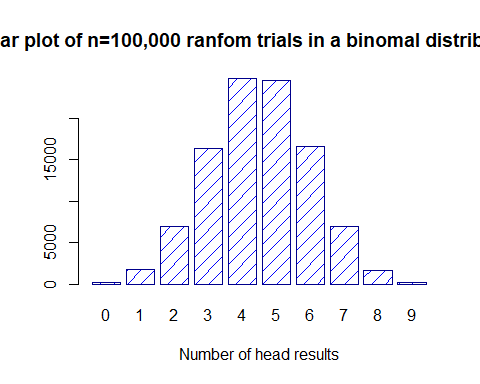 ar plot of n=100,000 ranfom trials in a binomal distrib
15000
5000
0
0 1 2 3 4 5 6 7 8 9
Number of head results